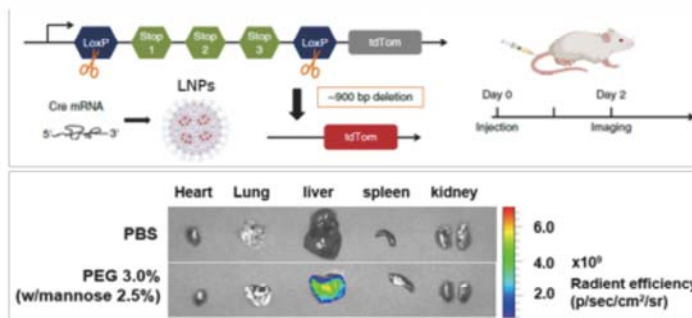 LoxP
Stop
1
Stop
2
Stop
3
LoxP
tdTom
Cre mRNA
5'
3'
LNPs
~900 bp deletion
tdTom
Day 0
Day 2
Injection
Imaging
Heart Lung liver spleen kidney
PBS
PEG 3.0%
(w/mannose 2.5%)
6.0
4.0
2.0
x10⁹
Radient efficiency
(p/sec/cm²/sr)